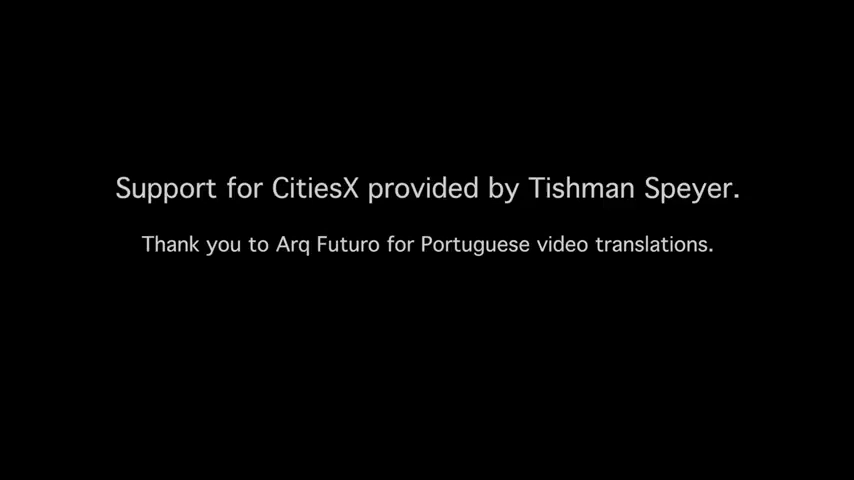 Support for CitiesX provided by Tishman Speyer.
Thank you to Arq Futuro for Portuguese video translations.